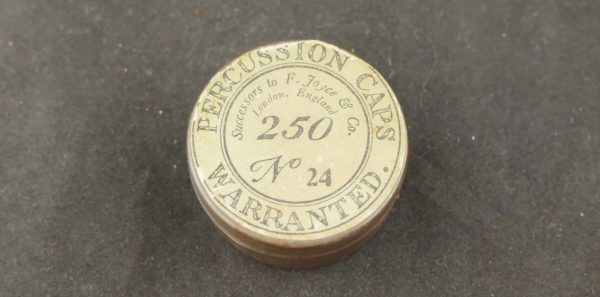 PERCUSSION CAPS
Successors to F. Joyce & Co.
London, England
250
No 24
WARRANTED.